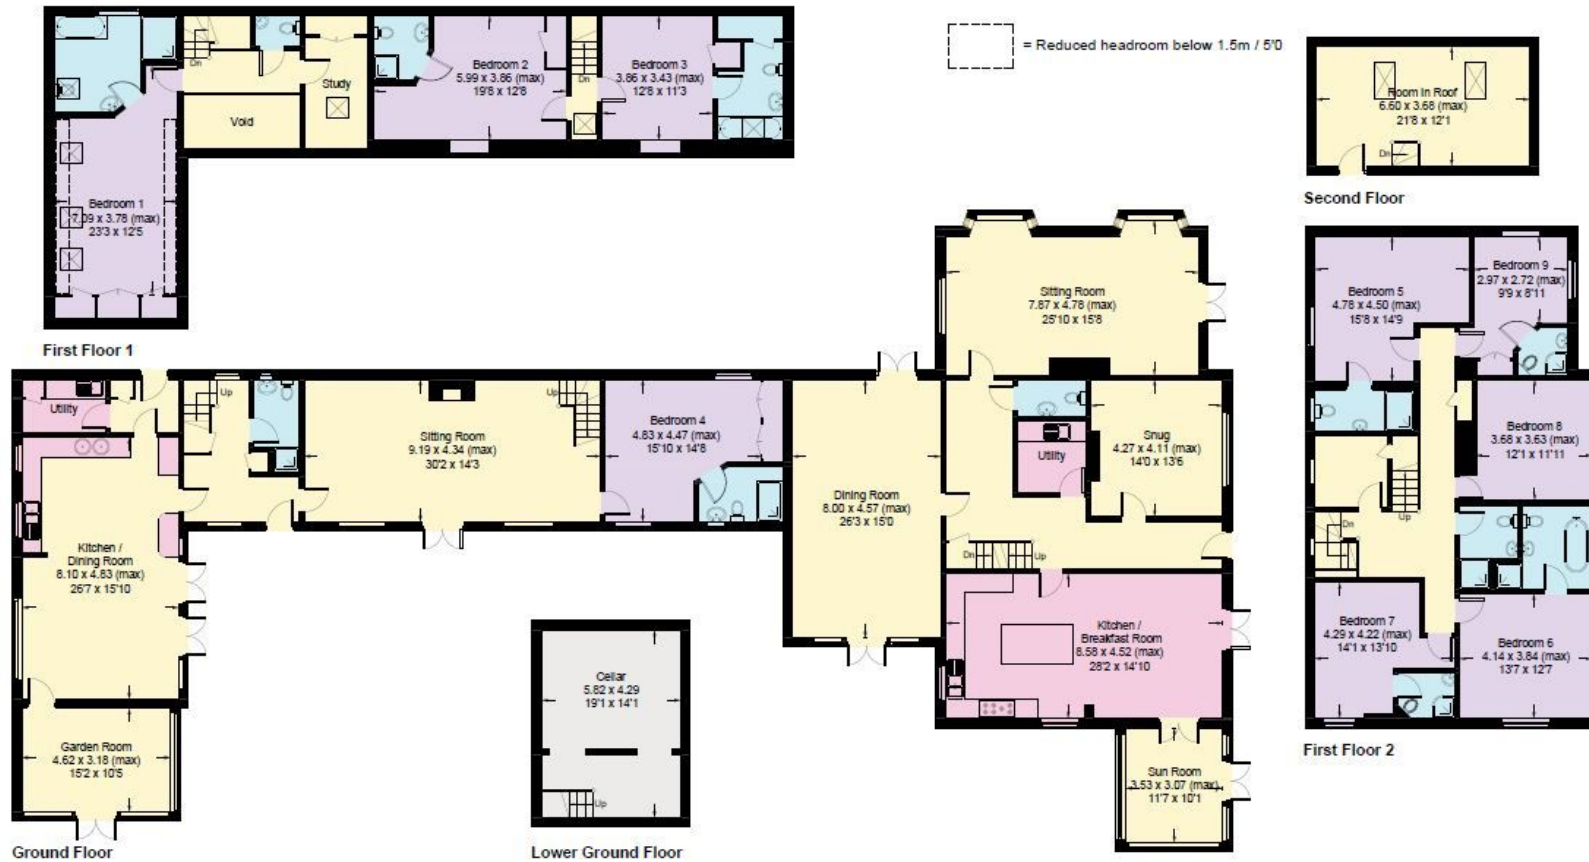 Dn
Study
Void
Bedroom 2
5.99 x 3.86 (max)
19'8 x 12'8
Dn
Bedroom 3
3.86 x 3.43 (max)
12'8 x 11'3
Bedroom 1
7.09 x 3.78 (max)
23'3 x 12'5
First Floor 1
= Reduced headroom below 1.5m / 5'0
Room In Roof
6.60 x 3.68 (max)
21'8 x 12'1
Dn
Second Floor
Utility
Up
Kitchen /
Dining Room
8.10 x 4.83 (max)
26'7 x 15'10
Garden Room
4.62 x 3.18 (max)
15'2 x 10'5
Ground Floor
Sitting Room
9.19 x 4.34 (max)
30'2 x 14'3
Up
Bedroom 4
4.83 x 4.47 (max)
15'10 x 14'8
Dining Room
8.00 x 4.57 (max)
26'3 x 15'0
Sitting Room
7.87 x 4.78 (max)
25'10 x 15'8
Utility
Snug
4.27 x 4.11 (max)
14'0 x 13'6
Dn
Up
Kitchen /
Breakfast Room
8.58 x 4.52 (max)
28'2 x 14'10
Sun Room
3.53 x 3.07 (max)
11'7 x 10'1
Cellar
5.82 x 4.29
19'1 x 14'1
Up
Lower Ground Floor
Bedroom 5
4.78 x 4.50 (max)
15'8 x 14'9
Bedroom 9
2.97 x 2.72 (max)
9'9 x 8'11
Bedroom 8
3.68 x 3.63 (max)
12'1 x 11'11
Up
Dn
Bedroom 7
4.29 x 4.22 (max)
14'1 x 13'10
Bedroom 6
4.14 x 3.84 (max)
13'7 x 12'7
First Floor 2